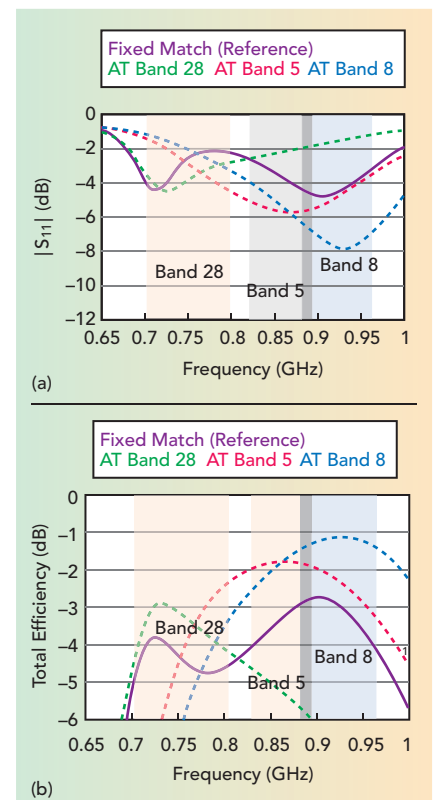 Fixed Match (Reference)
AT Band 28 AT Band 5 AT Band 8
|S11| (dB)
0
−2
−4
−6
−8
−10
−12
Band 28
Band 5
Band 8
0.65 0.7 0.75 0.8 0.85 0.9 0.95 1
Frequency (GHz)
(a)
Fixed Match (Reference)
AT Band 28 AT Band 5 AT Band 8
Total Efficiency (dB)
0
−1
−2
−3
−4
−5
−6
Band 28
Band 5
Band 8
1
0.65 0.7 0.75 0.8 0.85 0.9 0.95 1
Frequency (GHz)
(b)